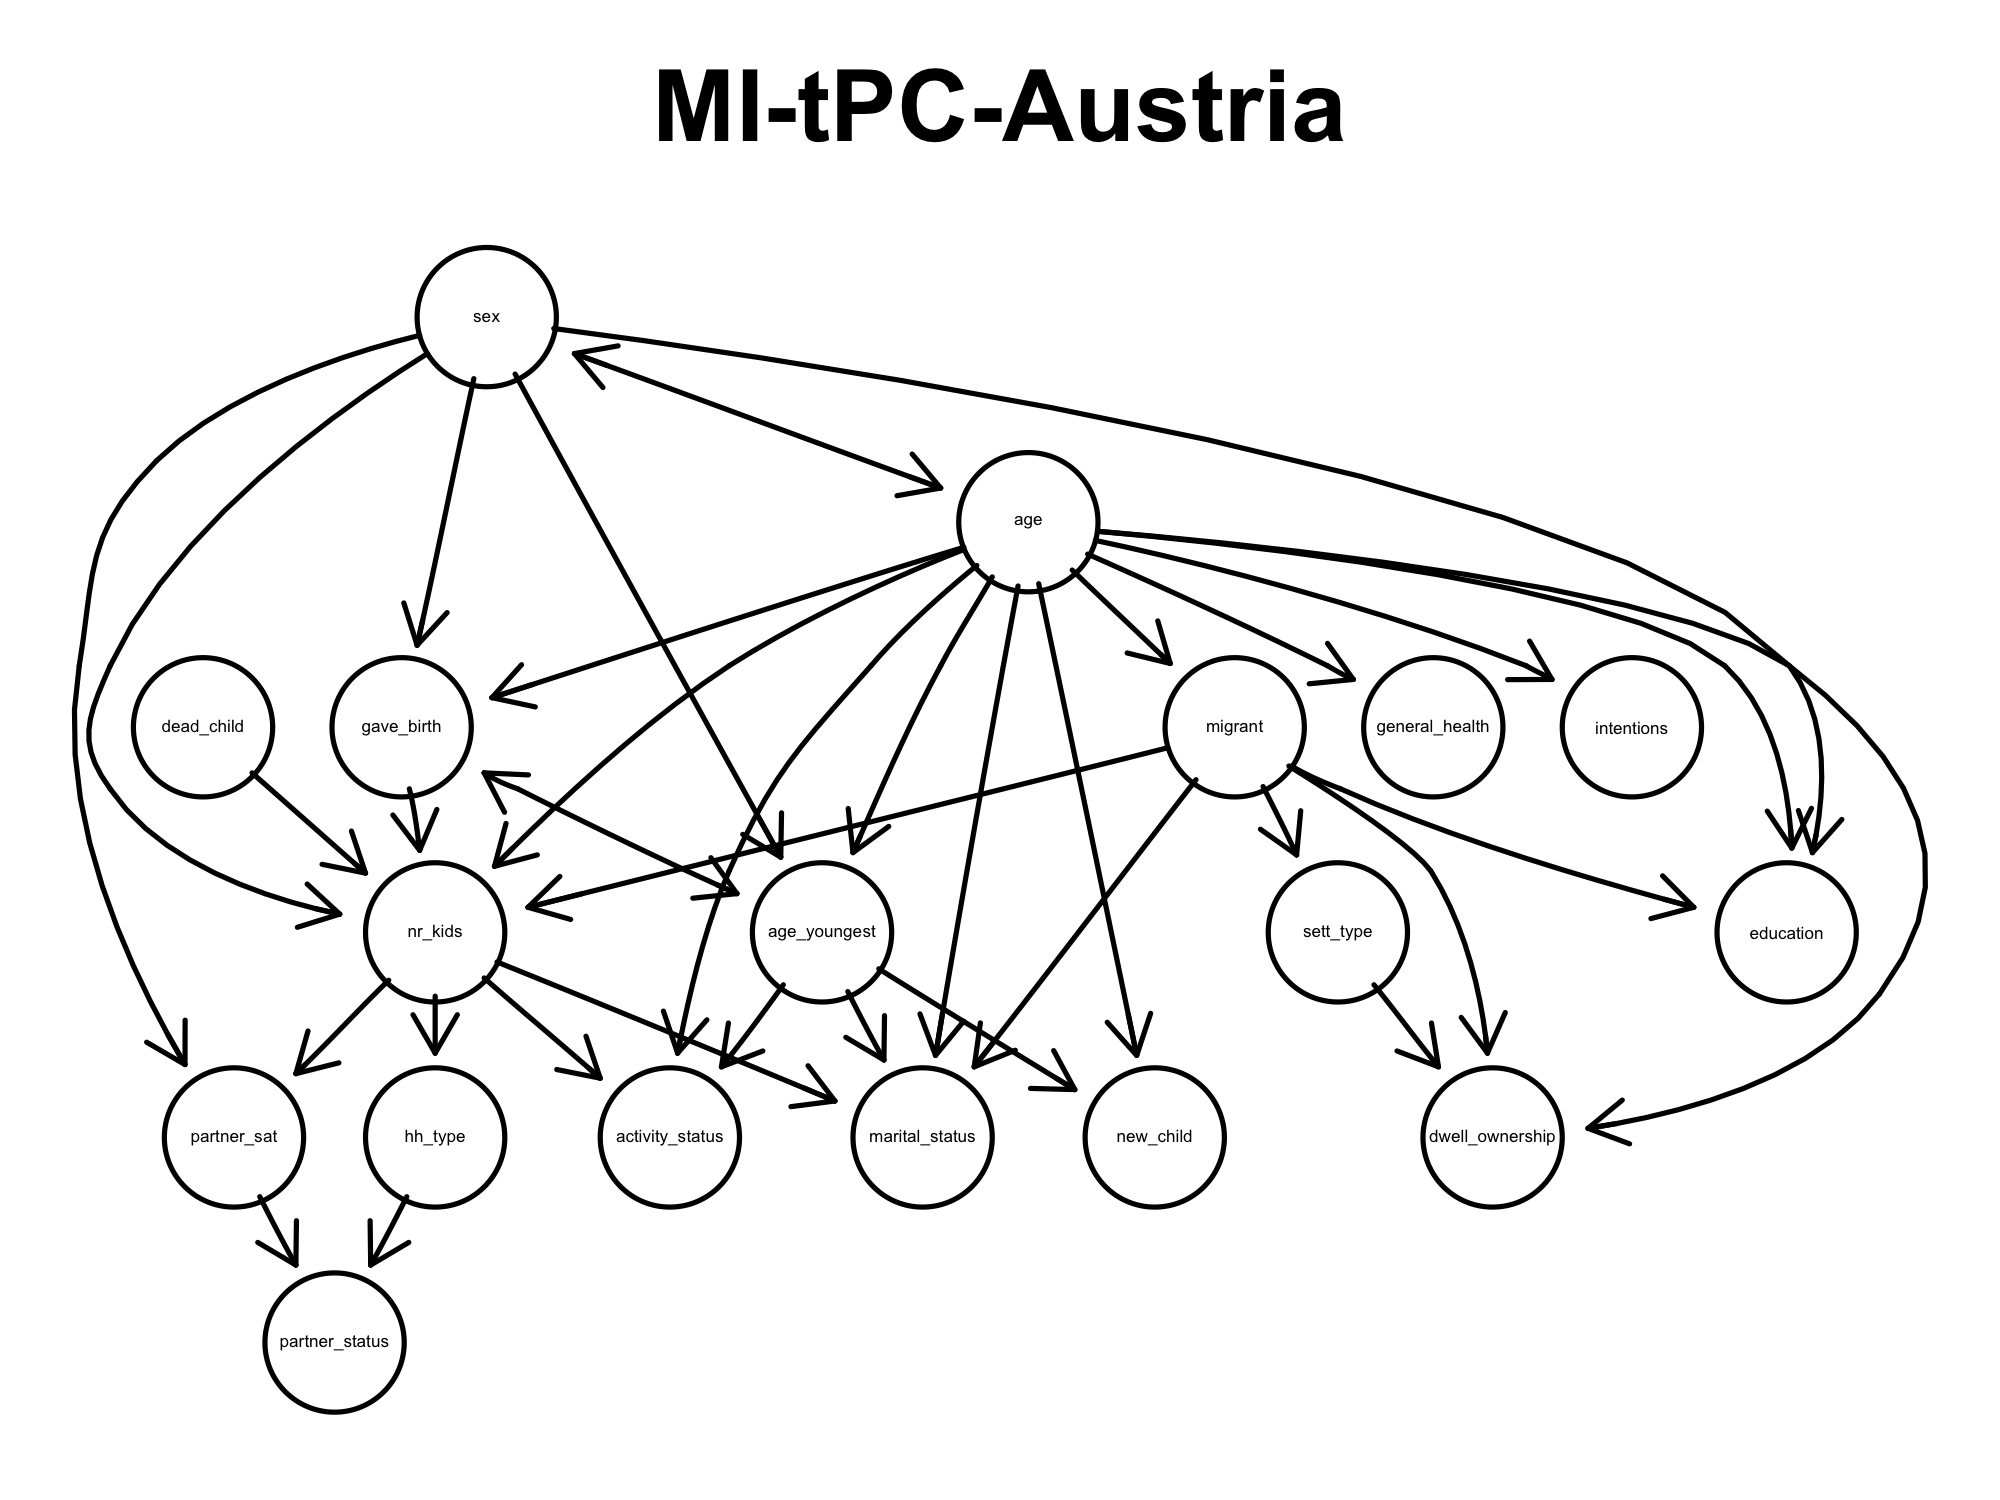 MI-tPC-Austria
sex
age
dead_child
gave_birth
migrant
general_health
intentions
nr_kids
age_youngest
sett_type
education
partner_sat
hh_type
activity_status
marital_status
new_child
dwell_ownership
partner_status